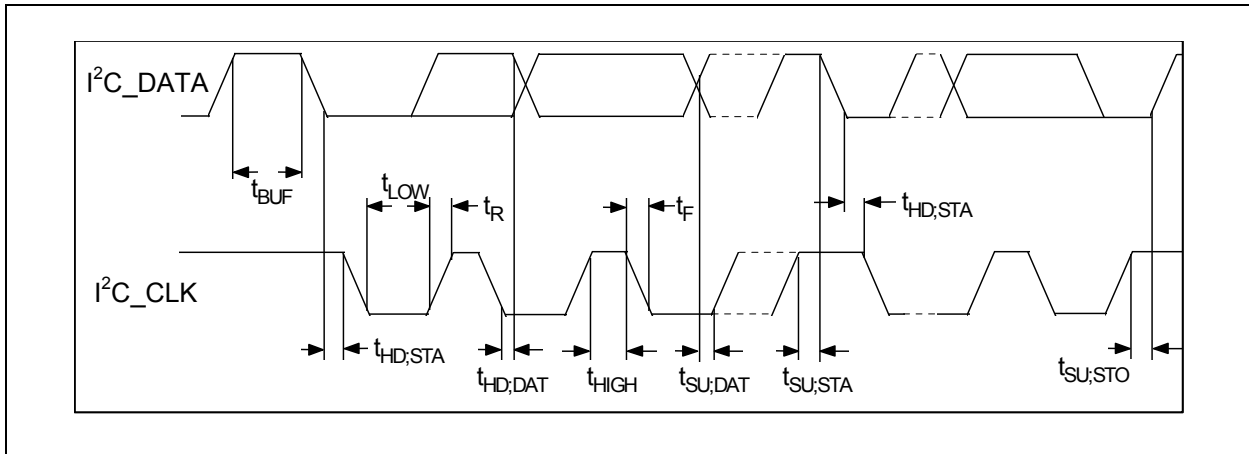 I²C_DATA
tBUF
tLOW
tR
tF
tHD;STA
I²C_CLK
tHD;STA
tHD;DAT
tHIGH
tSU;DAT
tSU;STA
tSU;STO